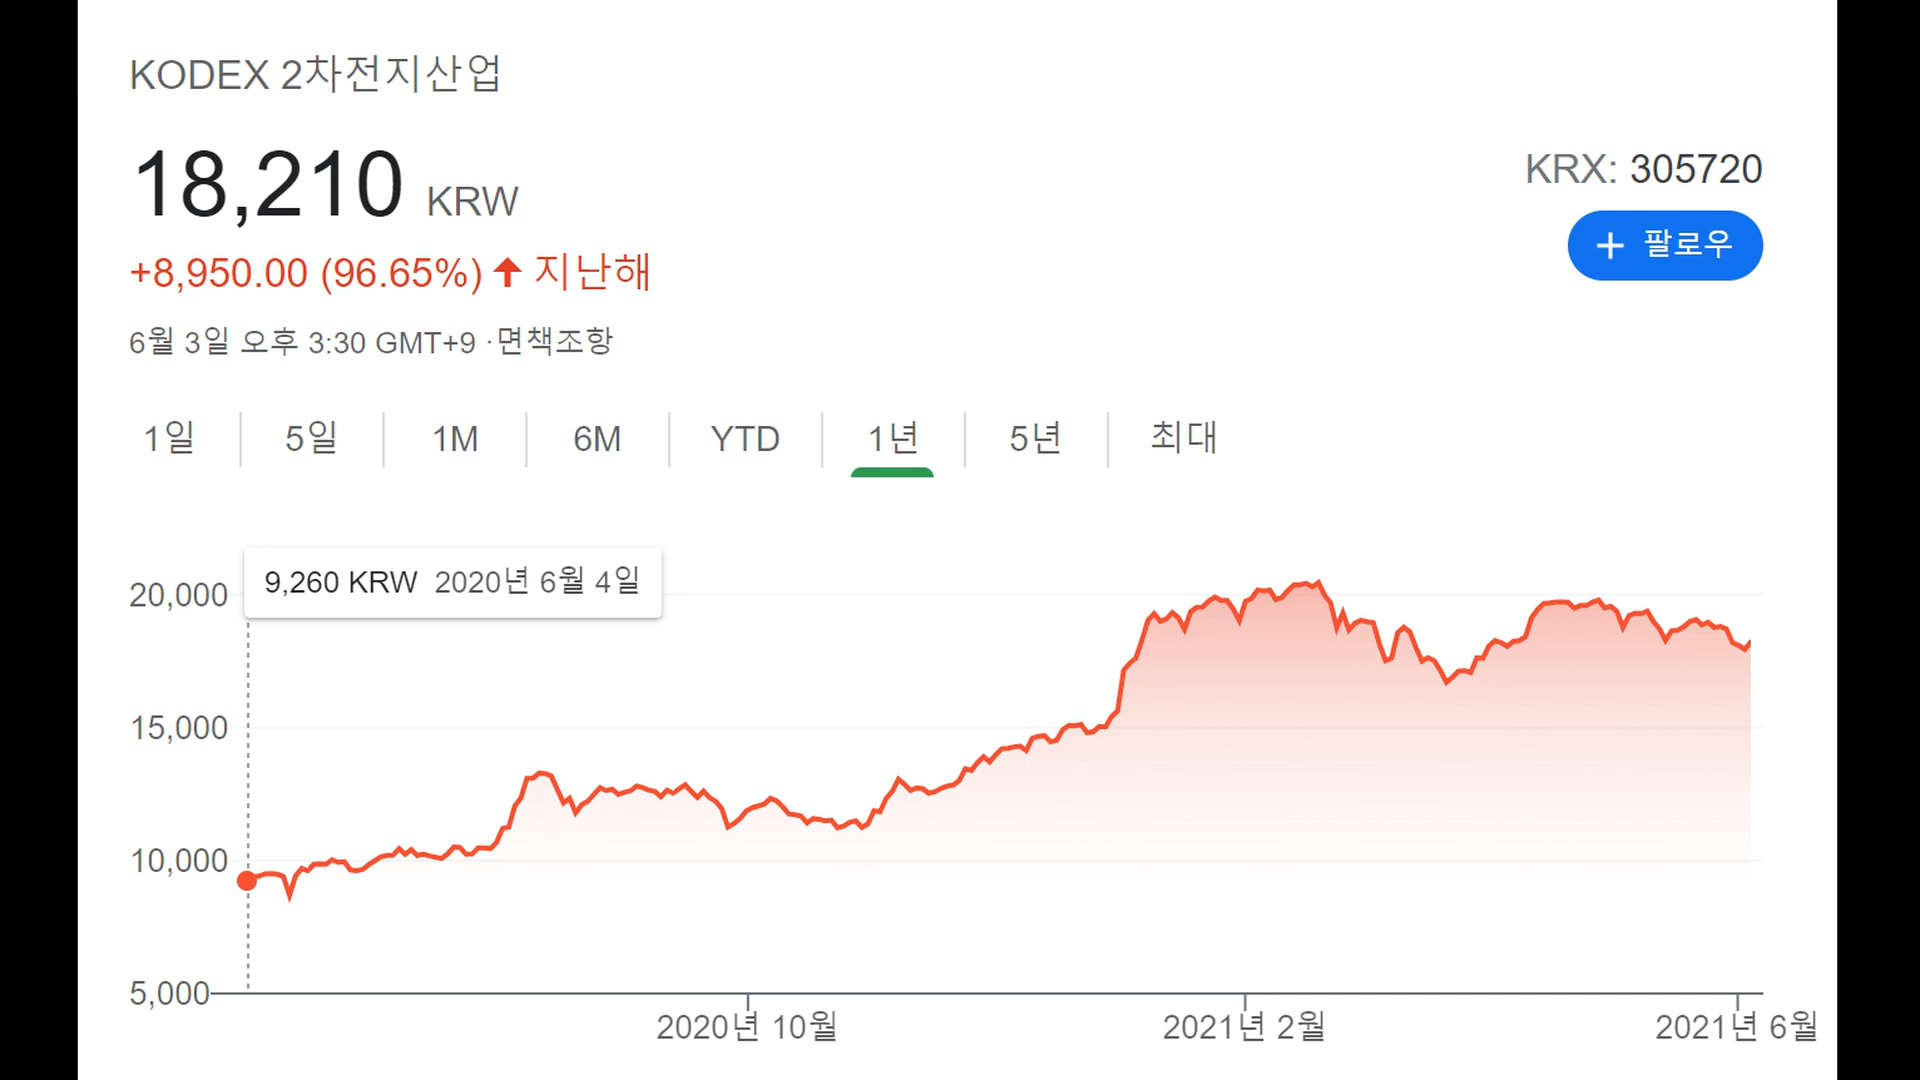 KODEX 2차전지산업
18,210 KRW
KRX: 305720
+ 팔로우
+8,950.00 (96.65%) 지난해
6월 3일 오후 3:30 GMT+9 ·면책조항
1일 5일 1M 6M YTD 1년 5년 최대
9,260 KRW 2020년 6월 4일
20,000
15,000
10,000
5,000
2020년 10월 2021년 2월 2021년 6월